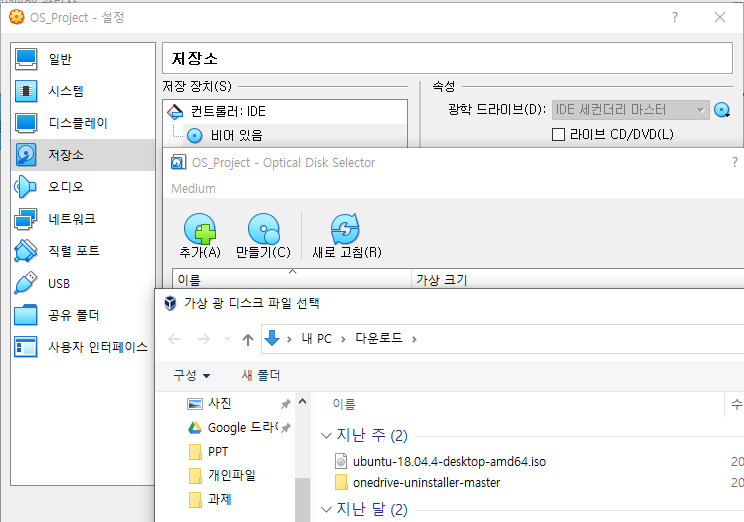 OS_Project - 설정
일반
시스템
디스플레이
저장소
오디오
네트워크
직렬 포트
USB
공유 폴더
사용자 인터페이스
저장소
저장 장치(S)
컨트롤러: IDE
비어 있음
속성
광학 드라이브(D): IDE 세컨더리 마스터
라이브 CD/DVD(L)
OS_Project - Optical Disk Selector
Medium
추가(A) 만들기(C) 새로 고침(R)
이름 가상 크기
가상 광 디스크 파일 선택
내 PC 다운로드
구성 새 폴더
사진
Google 드라이
PPT
개인파일
과제
이름 수
지난 주 (2)
ubuntu-18.04.4-desktop-amd64.iso 20
onedrive-uninstaller-master 20
지난 달 (2)